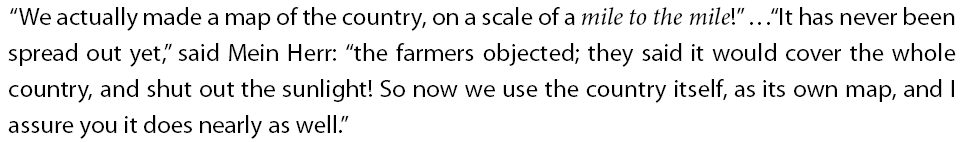 “We actually made a map of the country, on a scale of a mile to the mile!” …“It has never been
spread out yet,” said Mein Herr: “the farmers objected; they said it would cover the whole
country, and shut out the sunlight! So now we use the country itself, as its own map, and I
assure you it does nearly as well.”